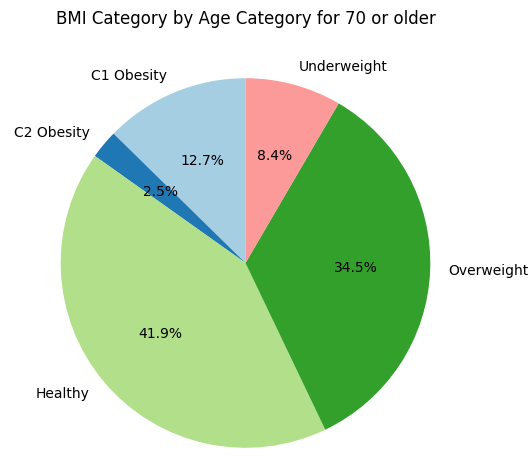 BMI Category by Age Category for 70 or older
Underweight
C1 Obesity
C2 Obesity
8.4%
12.7%
2.5%
34.5%
Overweight
41.9%
Healthy